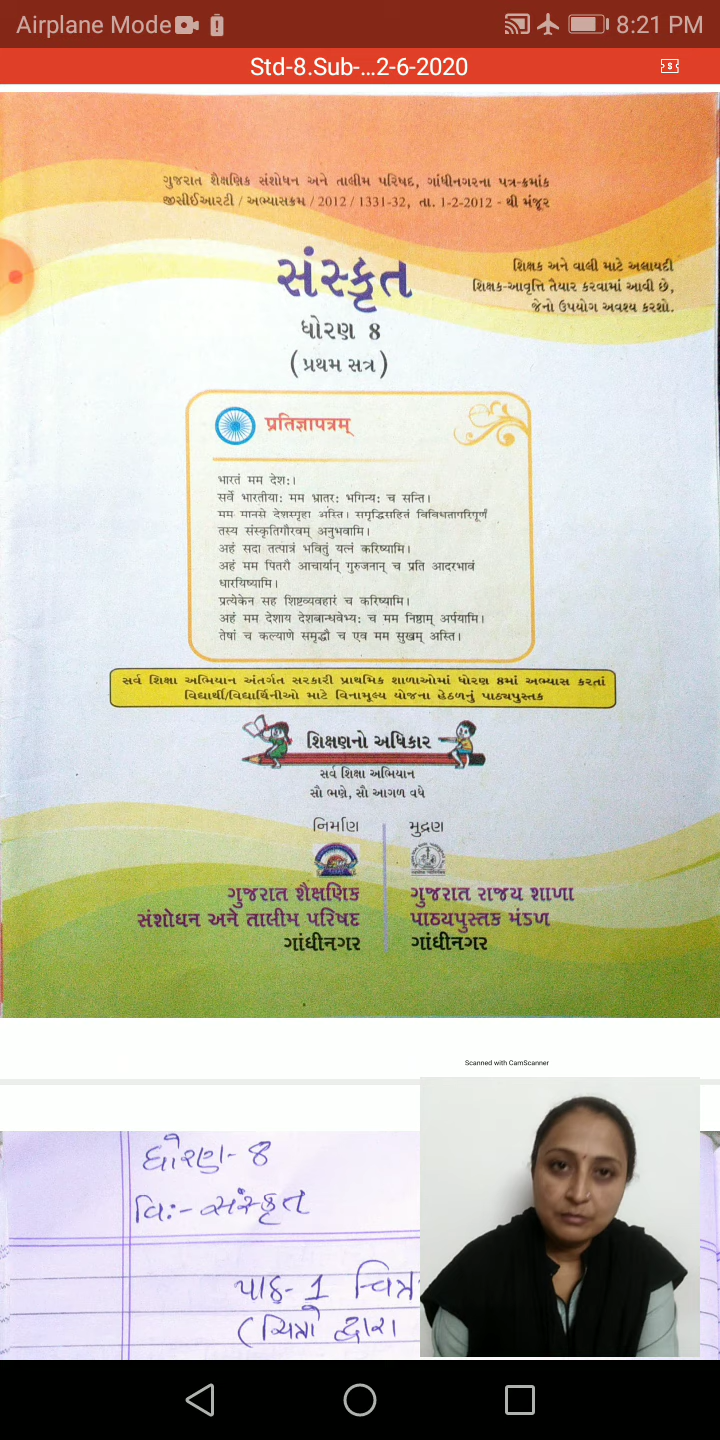 Airplane Mode
8:21 PM
Std-8.Sub-...2-6-2020
ગુજરાત શૈક્ષણિક સંશોધન અને તાલીમ પરિષદ, ગાંધીનગરના પત્ર-ક્રમાંક
જીસીઈઆરટી / અભ્યાસક્રમ / 2012 / 1331-32, તા. 1-2-2012 - થી મંજૂર
સંસ્કૃત
ધોરણ 8
(પ્રથમ સત્ર)
શિક્ષક અને વાલી માટે અલાયદી
શિક્ષક-આવૃત્તિ તૈયાર કરવામાં આવી છે,
જેનો ઉપયોગ અવશ્ય કરશો.
प्रतिज्ञापत्रम्
भारतं मम देशः।
सर्वे भारतीयाः मम भ्रातरः भगिन्यः च सन्ति।
मम मानसे देशस्पृहा अस्ति। समृद्धिसहितं विविधतापरिपूर्णं
तस्य संस्कृतिगौरवम् अनुभवामि।
अहं सदा तत्पात्रं भवितुं यत्नं करिष्यामि।
अहं मम पितरौ आचार्यान् गुरुजनान् च प्रति आदरभावं
धारयिष्यामि।
प्रत्येकेन सह शिष्टव्यवहारं च करिष्यामि।
अहं मम देशाय देशबान्धवेभ्यः च मम निष्ठाम् अर्पयामि।
तेषां च कल्याणे समृद्धौ च एव मम सुखम् अस्ति।
સર્વ શિક્ષા અભિયાન અંતર્ગત સરકારી પ્રાથમિક શાળાઓમાં ધોરણ 8માં અભ્યાસ કરતાં
વિદ્યાર્થી/વિદ્યાર્થિનીઓ માટે વિનામૂલ્ય યોજના હેઠળનું પાઠ્યપુસ્તક
શિક્ષણનો અધિકાર
સર્વ શિક્ષા અભિયાન
સૌ ભણે, સૌ આગળ વધે
નિર્માણ
ગુજરાત શૈક્ષણિક
સંશોધન અને તાલીમ પરિષદ
ગાંધીનગર
મુદ્રણ
ગુજરાત રાજ્ય શાળા
પાઠ્યપુસ્તક મંડળ
ગાંધીનગર
Scanned with CamScanner
ધોરણ- 8
વિ:- સંસ્કૃત
પાઠ- 1 ચિત્ર
(ચિત્રો દ્વારા